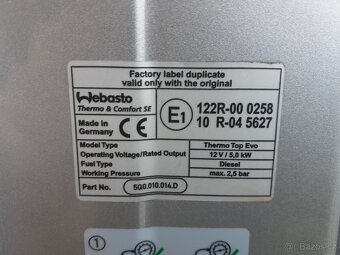 Factory label duplicate
valid only with the original
Webasto
Thermo & Comfort SE
Made in
Germany
CE
E1
122R-00 0258
10 R-04 5627
Model Type Thermo Top Evo
Operating Voltage/Rated Output 12 V / 5,0 kW
Fuel Type Diesel
Working Pressure max. 2,5 bar
Part No. 5Q0.010.014.D
1